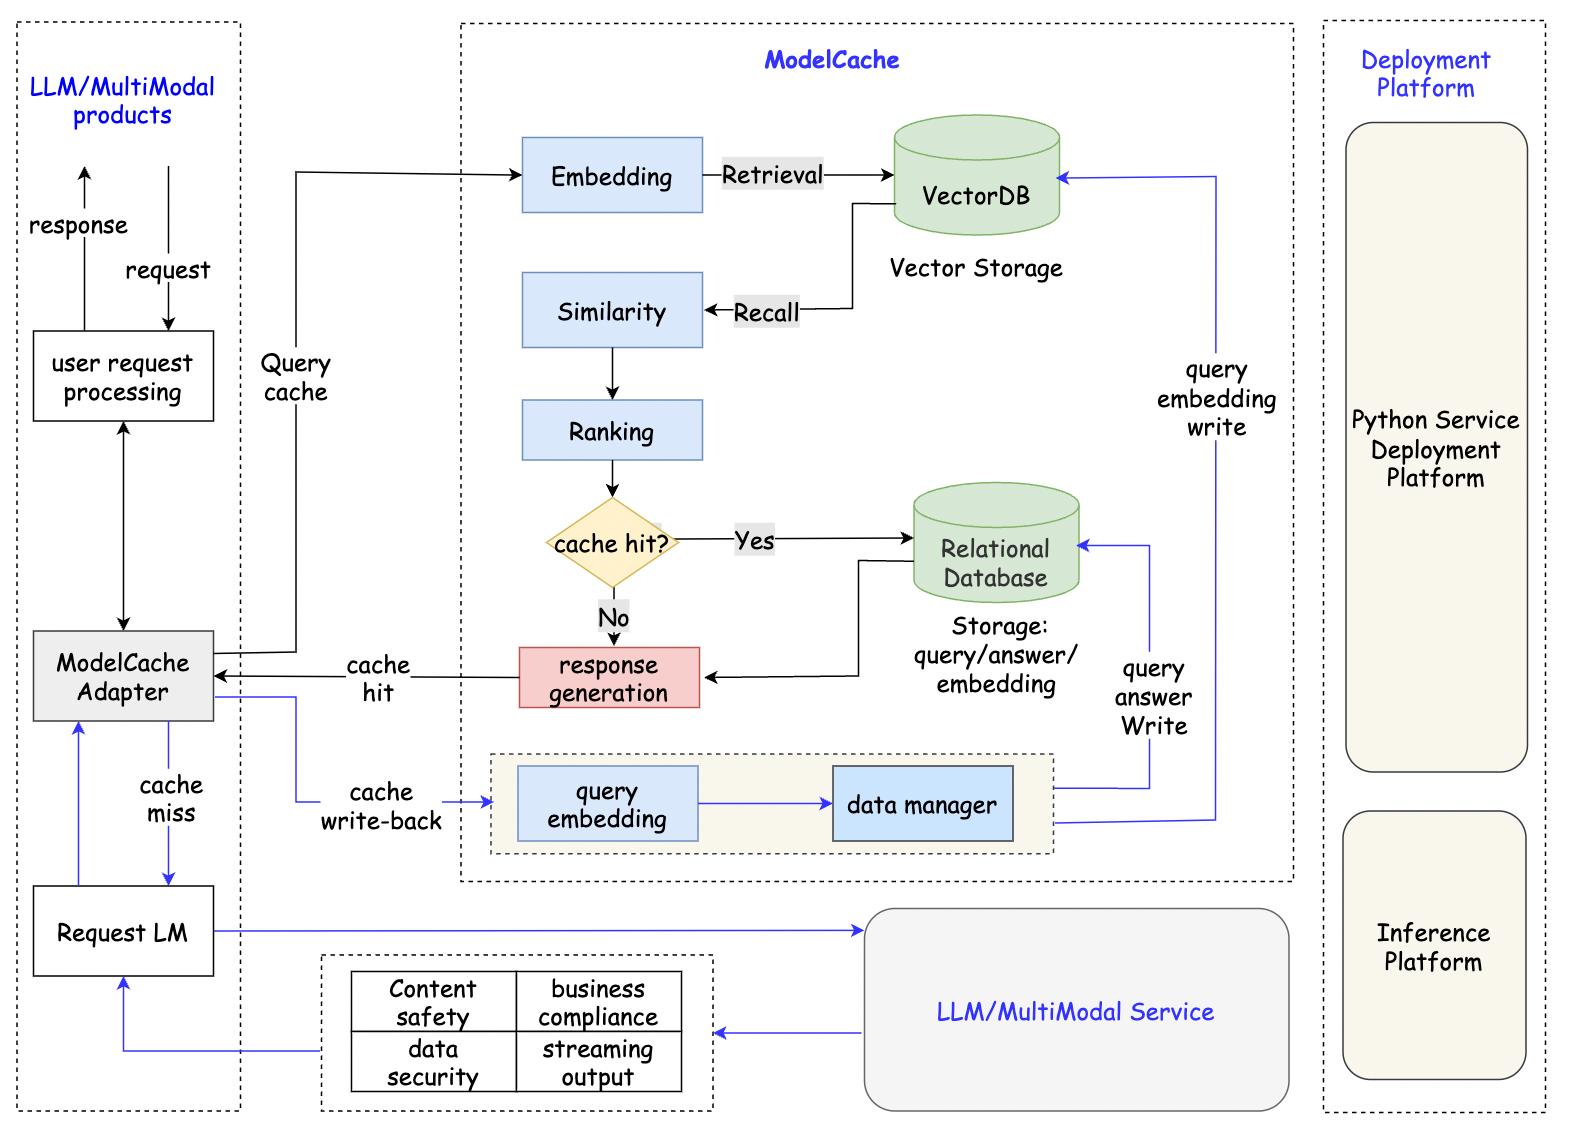 LLM/MultiModal
products
response
request
user request
processing
Query
cache
ModelCache
Adapter
cache
miss
Request LM
ModelCache
Embedding
Retrieval
VectorDB
Vector Storage
Similarity
Recall
Ranking
cache hit?
Yes
No
Relational
Database
Storage:
query/answer/
embedding
response
generation
cache
hit
query
embedding
write
query
answer
Write
cache
write-back
query
embedding
data manager
Content
safety
business
compliance
data
security
streaming
output
LLM/MultiModal Service
Deployment
Platform
Python Service
Deployment
Platform
Inference
Platform